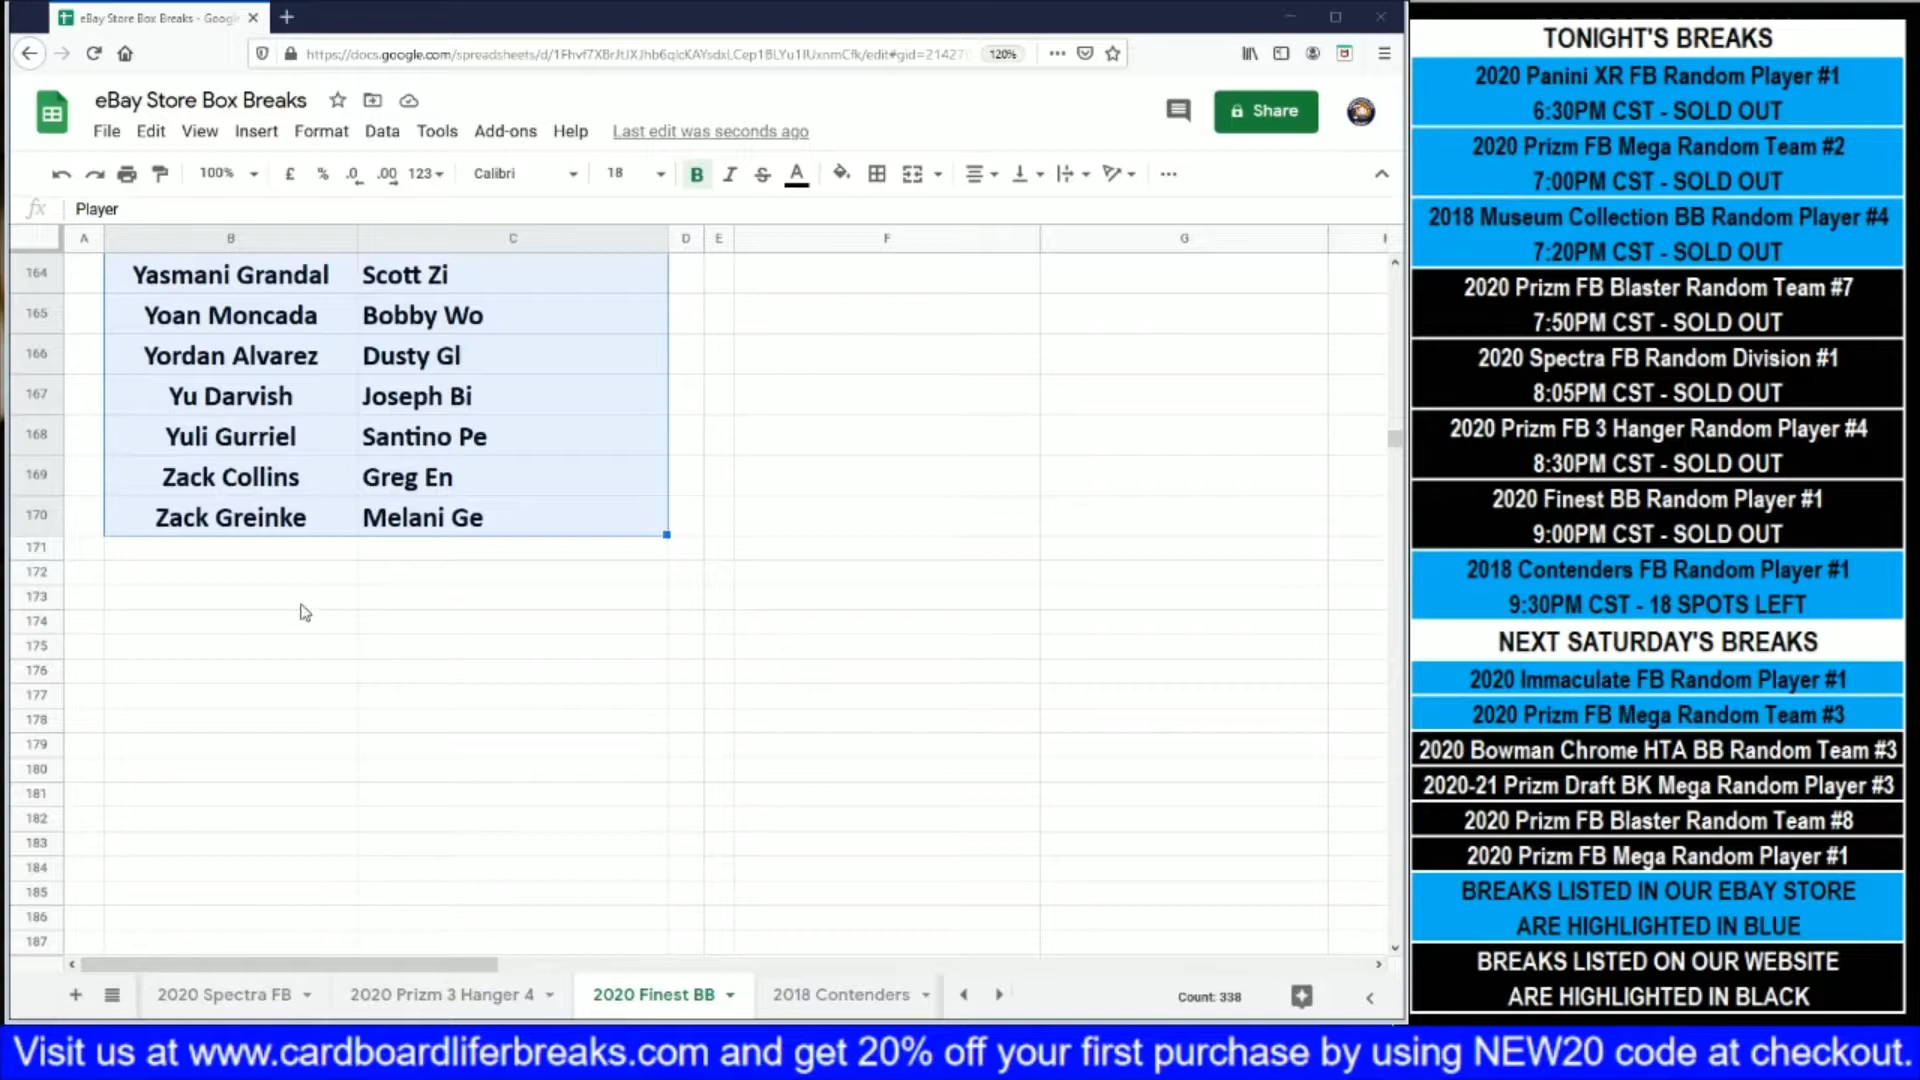 eBay Store Box Breaks - Googl
120%
eBay Store Box Breaks
Share
File Edit View Insert Format Data Tools Add-ons Help Last edit was seconds ago
100% £ % .0 .00 123 Calibri 18 B I S A
fx Player
A B C D E F G
164 Yasmani Grandal Scott Zi
165 Yoan Moncada Bobby Wo
166 Yordan Alvarez Dusty Gl
167 Yu Darvish Joseph Bi
168 Yuli Gurriel Santino Pe
169 Zack Collins Greg En
170 Zack Greinke Melani Ge
171
172
173
174
175
176
177
178
179
180
181
182
183
184
185
186
187
2020 Spectra FB 2020 Prizm 3 Hanger 4 2020 Finest BB 2018 Contenders Count: 338
TONIGHT'S BREAKS
2020 Panini XR FB Random Player #1
6:30PM CST - SOLD OUT
2020 Prizm FB Mega Random Team #2
7:00PM CST - SOLD OUT
2018 Museum Collection BB Random Player #4
7:20PM CST - SOLD OUT
2020 Prizm FB Blaster Random Team #7
7:50PM CST - SOLD OUT
2020 Spectra FB Random Division #1
8:05PM CST - SOLD OUT
2020 Prizm FB 3 Hanger Random Player #4
8:30PM CST - SOLD OUT
2020 Finest BB Random Player #1
9:00PM CST - SOLD OUT
2018 Contenders FB Random Player #1
9:30PM CST - 18 SPOTS LEFT
NEXT SATURDAY'S BREAKS
2020 Immaculate FB Random Player #1
2020 Prizm FB Mega Random Team #3
2020 Bowman Chrome HTA BB Random Team #3
2020-21 Prizm Draft BK Mega Random Player #3
2020 Prizm FB Blaster Random Team #8
2020 Prizm FB Mega Random Player #1
BREAKS LISTED IN OUR EBAY STORE
ARE HIGHLIGHTED IN BLUE
BREAKS LISTED ON OUR WEBSITE
ARE HIGHLIGHTED IN BLACK
Visit us at www.cardboardliferbreaks.com and get 20% off your first purchase by using NEW20 code at checkout.